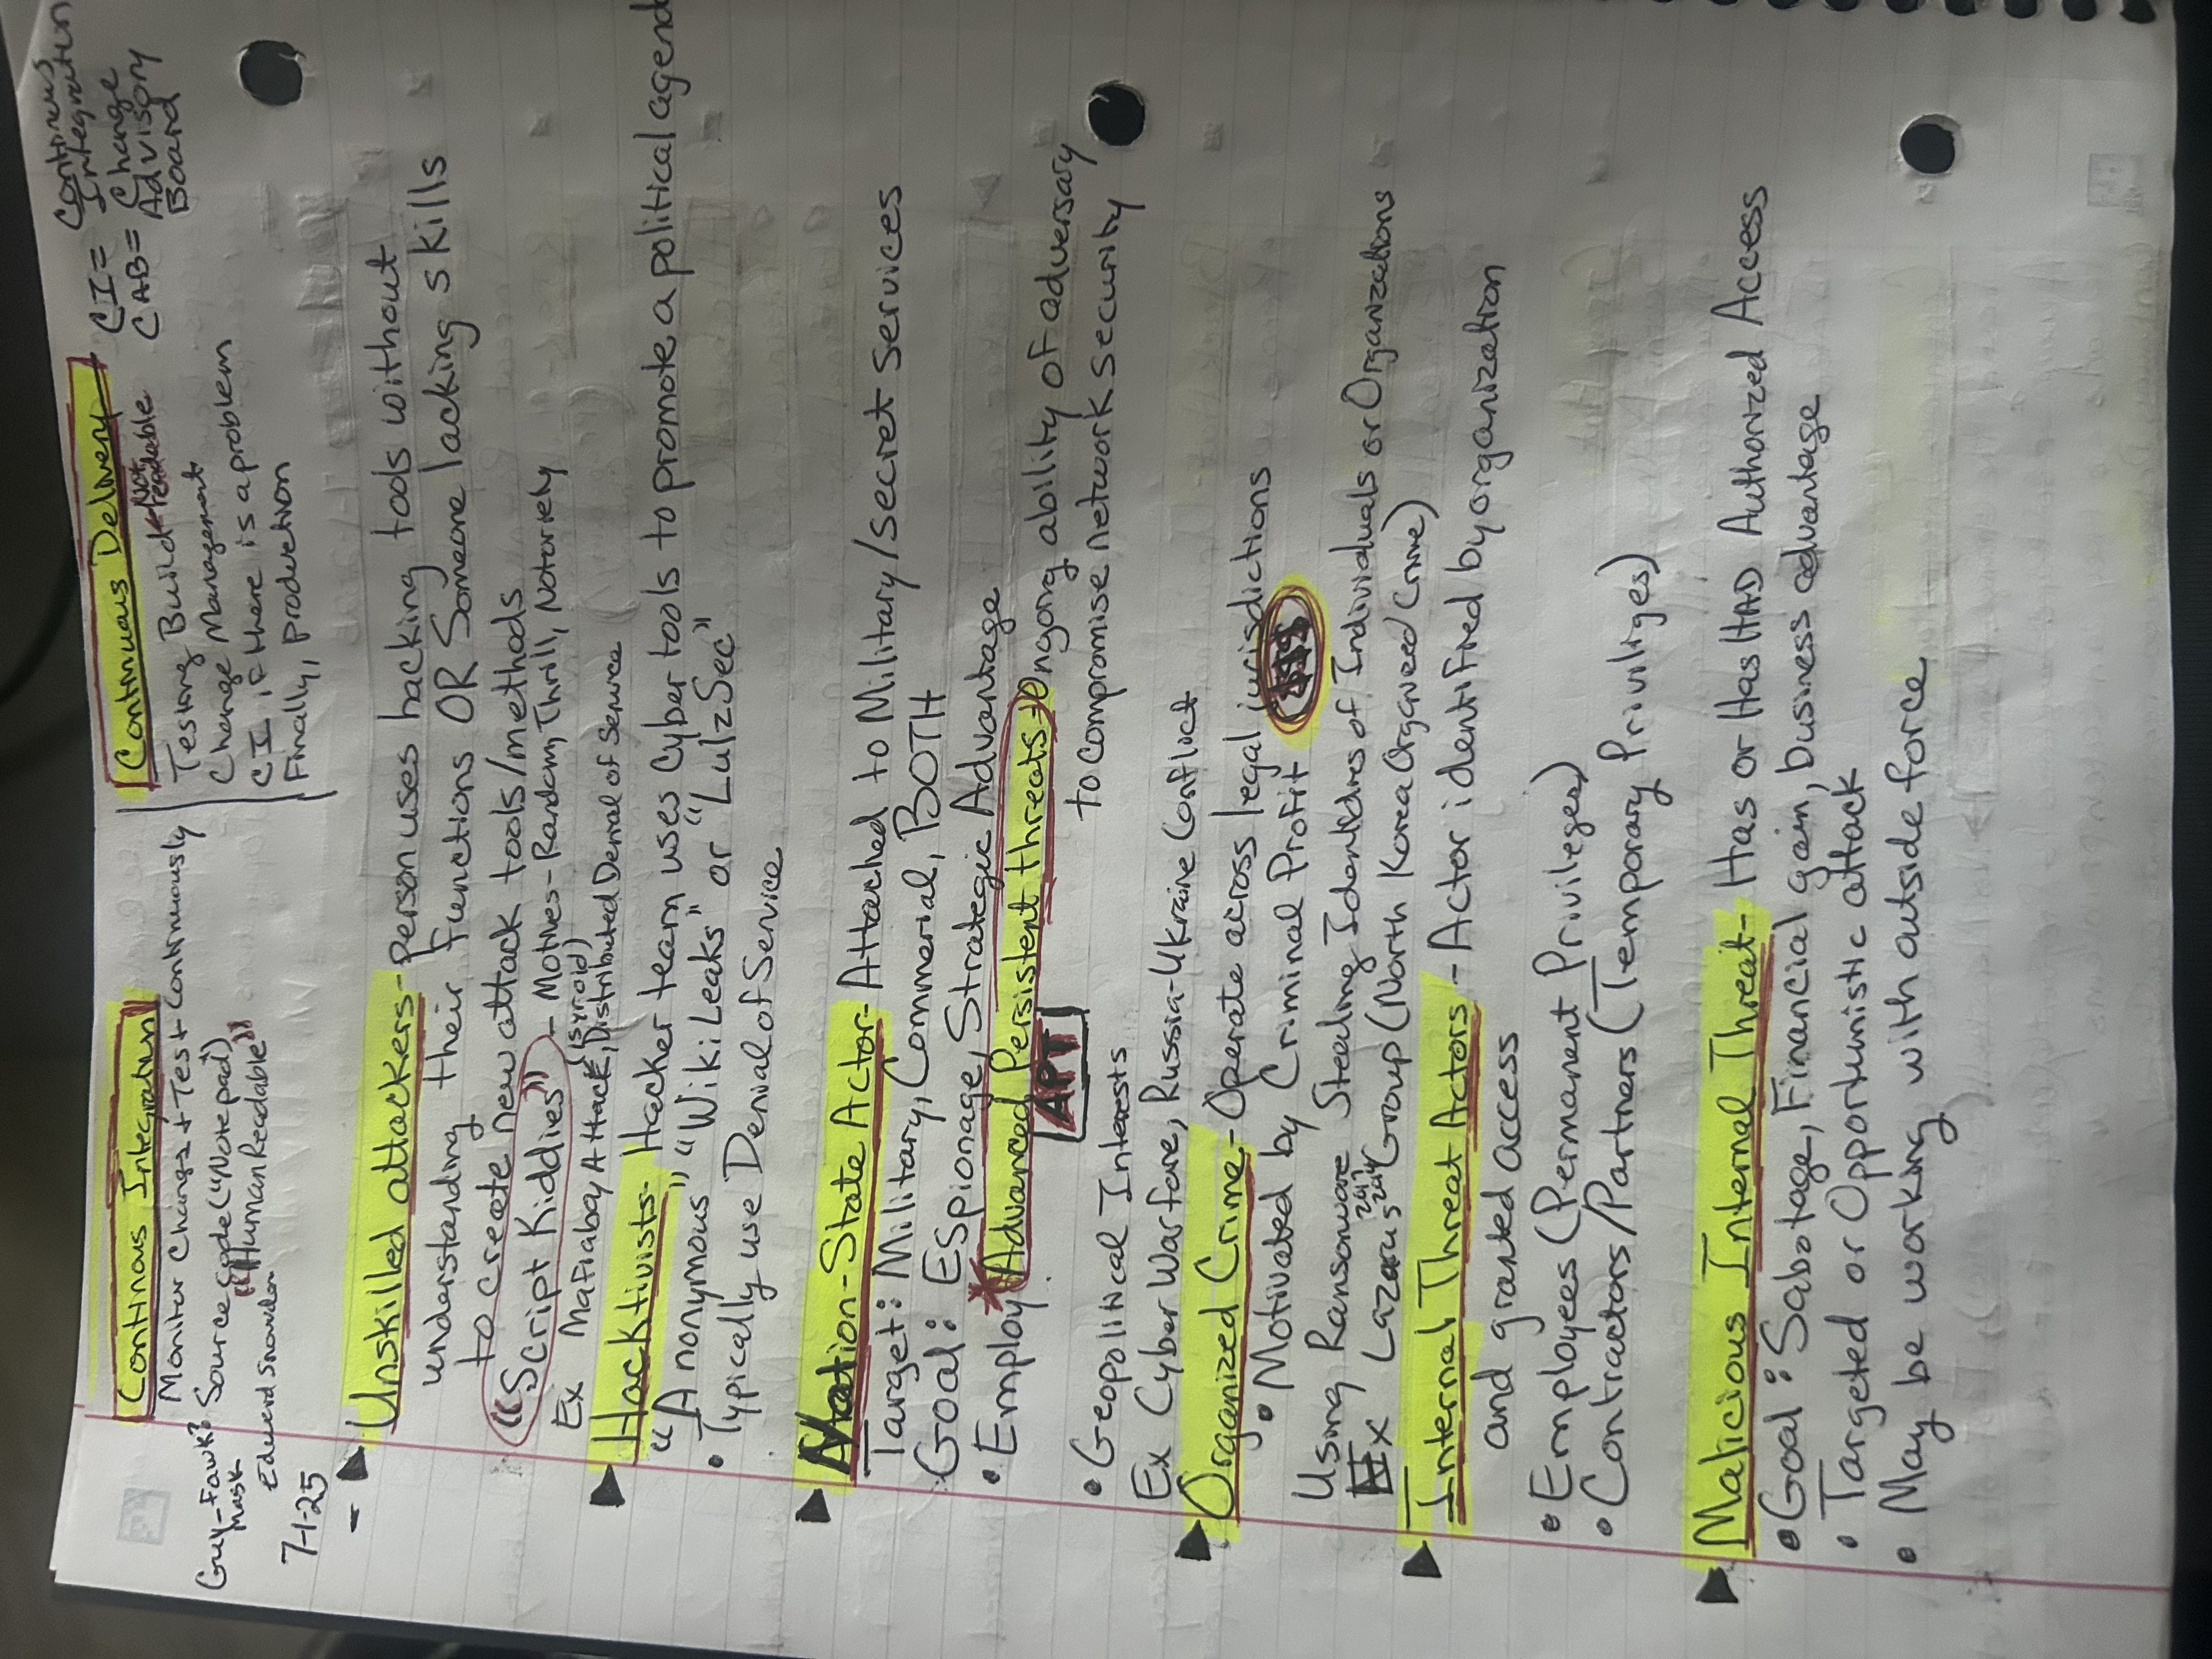 Continous Integration
Monitor Changes + Test Continuously
Source code ("Notepad")
"Human Readable"
Guy-Fawk?
Mask
Edward Snowden
7-1-25
Continuous Delivery
Testing Build ← Not readable
Change Management
CI if there is a problem
Finally, production
CI = Continous Integration
CAB = Change Advisory Board
Unskilled attackers - person uses hacking tools without
understanding their functions OR Someone lacking skills
to create new attack tools/methods
"Script Kiddies" - Motives - Random, Thrill, Notoriety
(15yrold)
Ex Mafiaboy Attack, Distributed Denial of Service
Hacktivists - Hacker team uses Cyber tools to promote a political agend
"Anonymous" "WikiLeaks" or "LulzSec"
• Typically use Denial of Service
Nation-State Actor - Attached to Military/secret services
Target: Military, Commerial, BOTH
Goal: Espionage, Strategic Advantage
• Employ *Advanced Persistent threats - Ongong ability of adversary
APT
to compromise network security
• Geopolitical Interests
Ex Cyber Warfare, Russia-Ukraine Conflict
Organized Crime - Operate across legal jurisdictions
• Motivated by Criminal Profit $$$
Using Ransomware Stealing Identities of Individuals or Organizations
2017
2014
Ex Lazarus Group (North Korea Organized Crime)
Internal Threat Actors - Actor identified by organization
and granted access
• Employees (Permanent Privileges)
• Contractors/Partners (Temporary Priviliges)
Malicious Internal Threat - Has or Has HAD Authorized Access
• Goal: Sabotage, Financial gain, business advantage
• Targeted or Opportunistic attack
• May be working with outside force